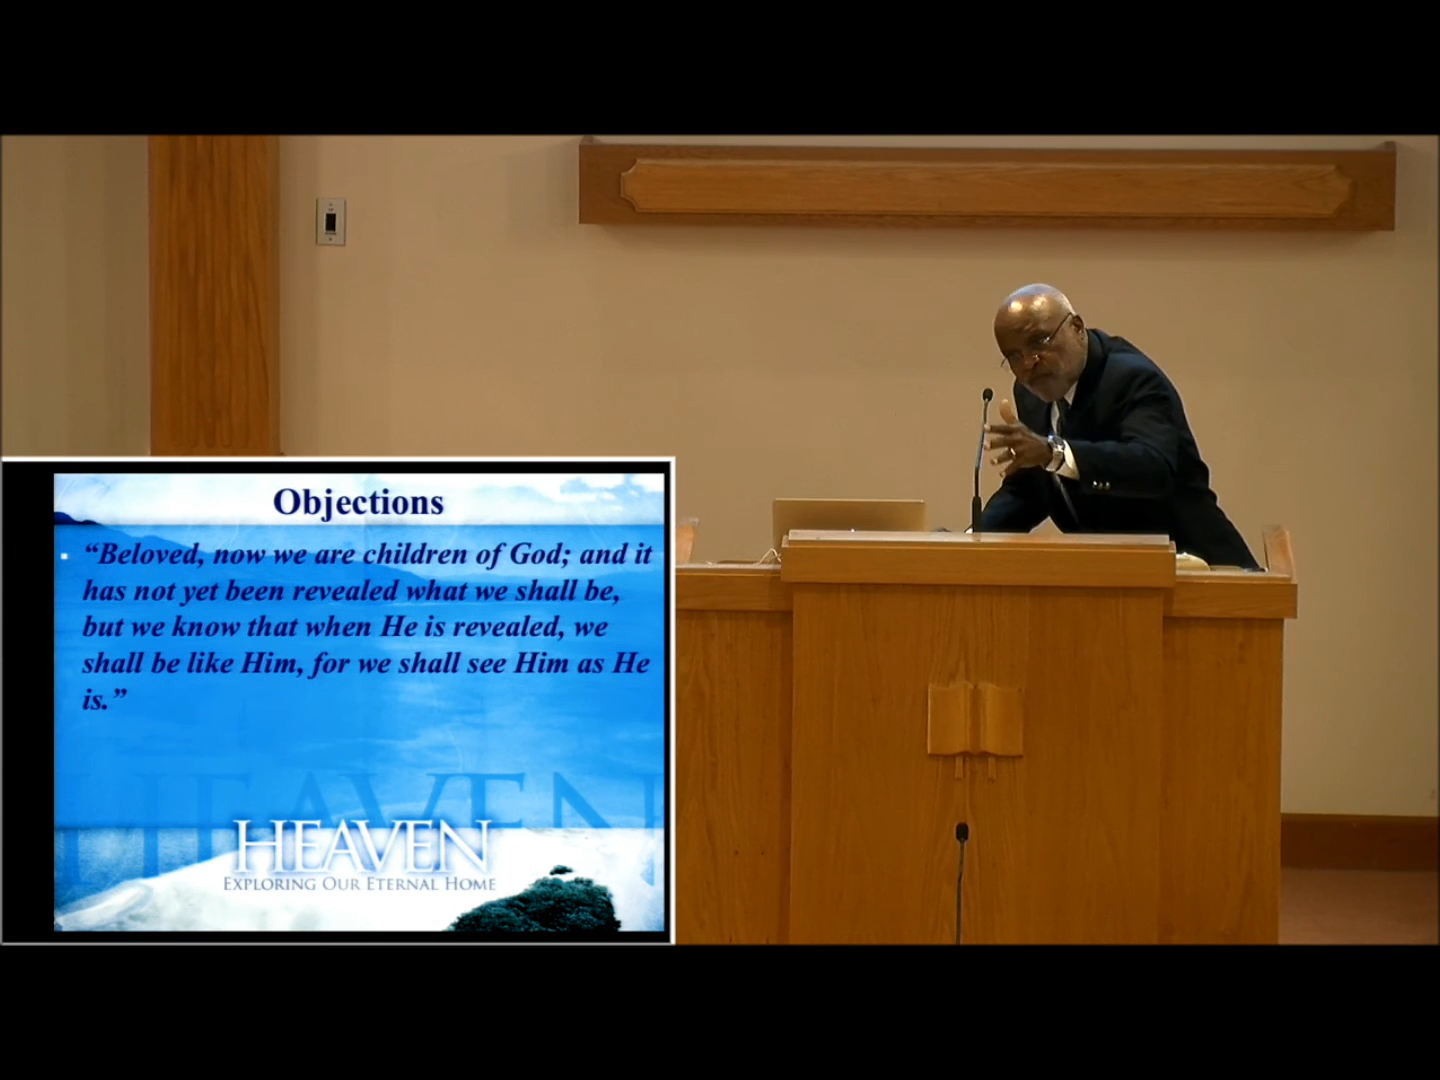 Objections
“Beloved, now we are children of God; and it
has not yet been revealed what we shall be,
but we know that when He is revealed, we
shall be like Him, for we shall see Him as He
is.”
HEAVEN
HEAVEN
EXPLORING OUR ETERNAL HOME